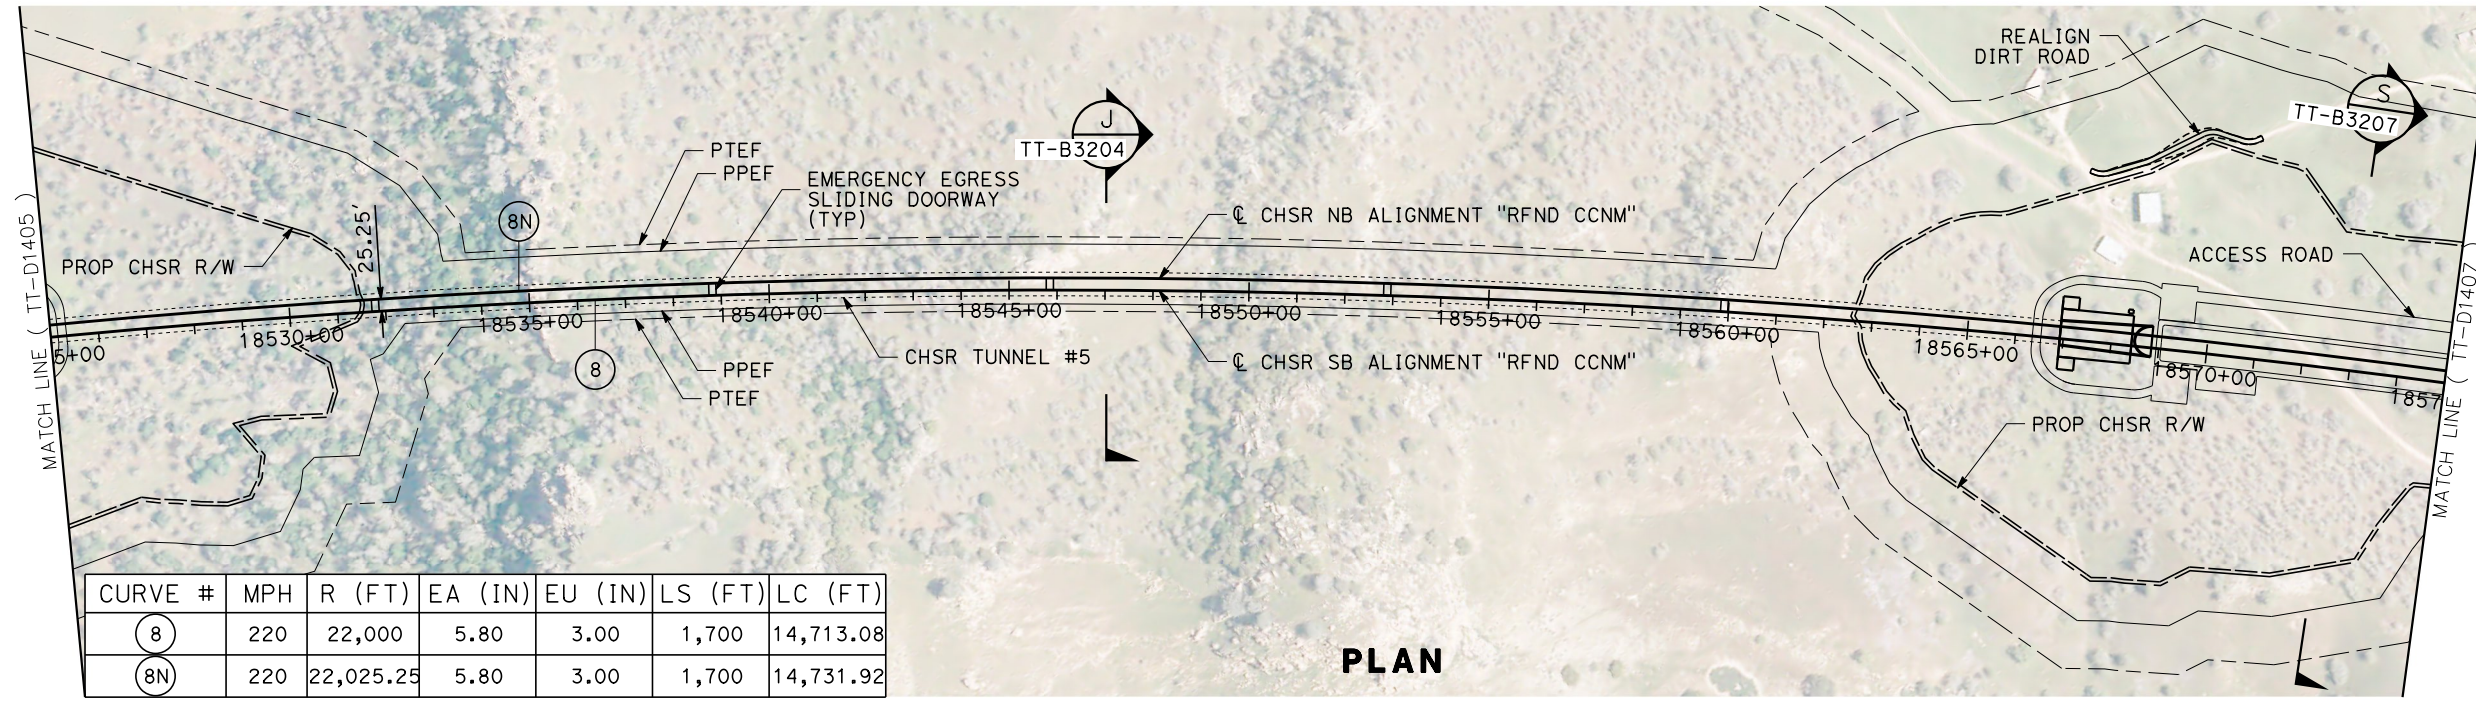 REALIGN
DIRT ROAD
S
TT-B3207
J
TT-B3204
PTEF
PPEF
EMERGENCY EGRESS
SLIDING DOORWAY
(TYP)
8N
25.25'
℄ CHSR NB ALIGNMENT "RFND CCNM"
PROP CHSR R/W
ACCESS ROAD
MATCH LINE ( TT-D1405 )
5+00
18530+00
18535+00
18540+00
18545+00
18550+00
18555+00
18560+00
18565+00
18570+00
1857
MATCH LINE ( TT-D1407 )
8
CHSR TUNNEL #5
℄ CHSR SB ALIGNMENT "RFND CCNM"
PPEF
PTEF
PROP CHSR R/W
CURVE # MPH R (FT) EA (IN) EU (IN) LS (FT) LC (FT)
8 220 22,000 5.80 3.00 1,700 14,713.08
8N 220 22,025.25 5.80 3.00 1,700 14,731.92
PLAN